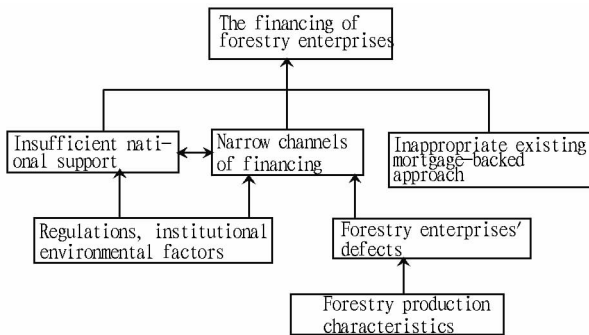 The financing of
forestry enterprises
Insufficient nati-
onal support
Narrow channels
of financing
Inappropriate existing
mortgage-backed
approach
Regulations, institutional
environmental factors
Forestry enterprises'
defects
Forestry production
characteristics